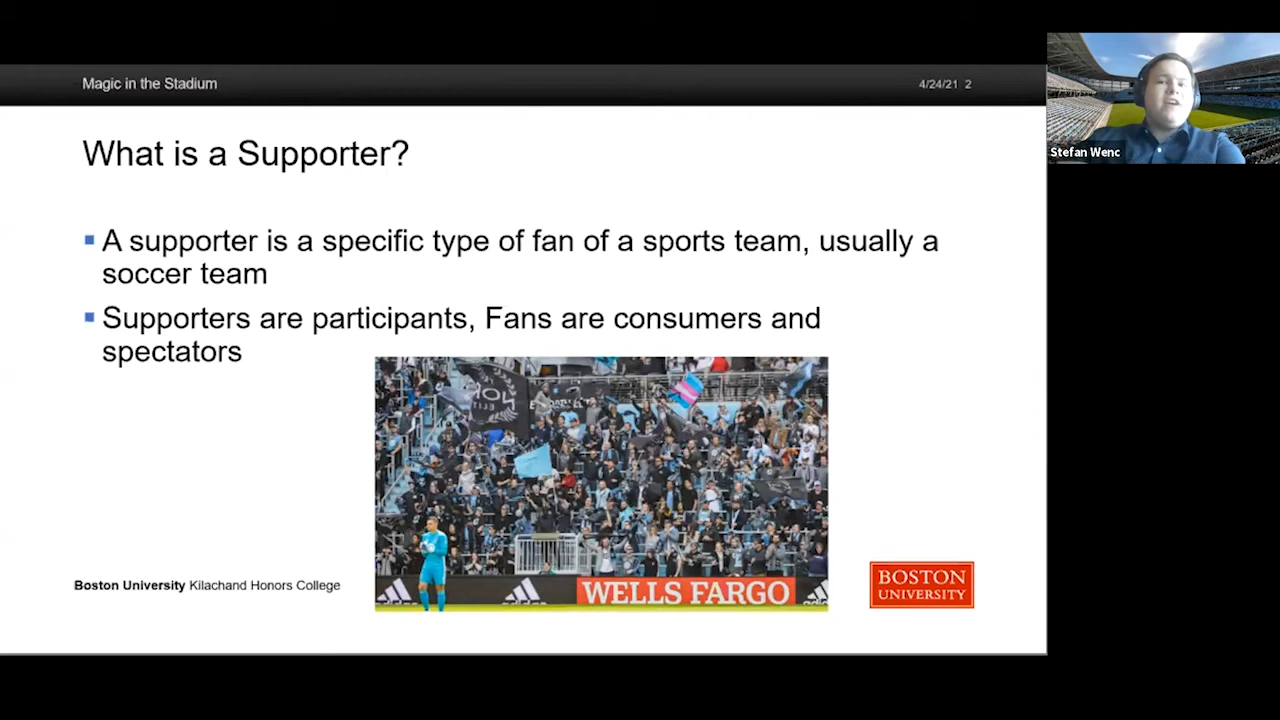 Magic in the Stadium
4/24/21 2
Stefan Wenc
What is a Supporter?
A supporter is a specific type of fan of a sports team, usually a
soccer team
Supporters are participants, Fans are consumers and
spectators
adidas
adidas
WELLS FARGO
Boston University Kilachand Honors College
BOSTON
UNIVERSITY